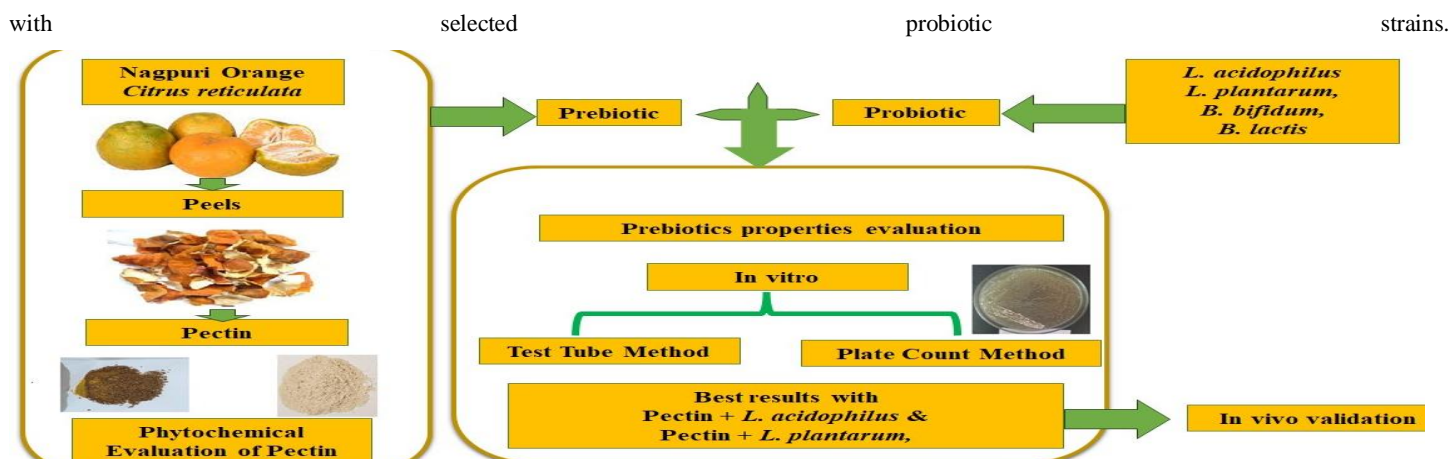 with selected probiotic strains.
Nagpuri Orange
Citrus reticulata
Peels
Pectin
Phytochemical
Evaluation of Pectin
Prebiotic
Probiotic
L. acidophilus
L. plantarum,
B. bifidum,
B. lactis
Prebiotics properties evaluation
In vitro
Test Tube Method
Plate Count Method
Best results with
Pectin + L. acidophilus &
Pectin + L. plantarum,
In vivo validation